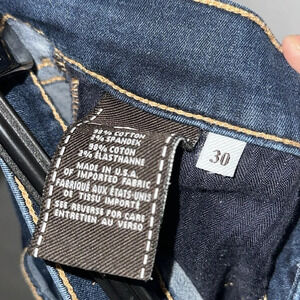 98% COTTON
2% SPANDEX
98% COTON
2% ÉLASTHANNE
MADE IN U.S.A.
OF IMPORTED FABRIC
FABRIQUÉ AUX ÉTATS-UNIS
DE TISSU IMPORTÉ
SEE REVERSE FOR CARE
ENTRETIEN AU VERSO
30